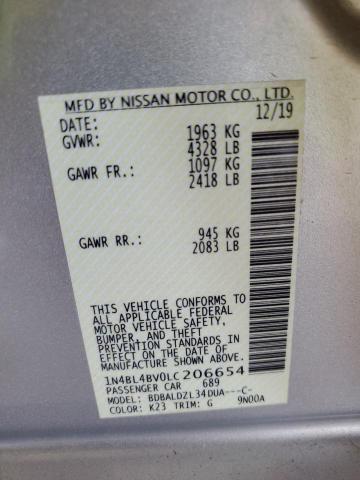 MFD BY NISSAN MOTOR CO., LTD.
DATE: 12/19
GVWR: 1963 KG
4328 LB
GAWR FR.: 1097 KG
2418 LB
GAWR RR.: 945 KG
2083 LB
THIS VEHICLE CONFORMS TO
ALL APPLICABLE FEDERAL
MOTOR VEHICLE SAFETY,
BUMPER, AND THEFT
PREVENTION STANDARDS IN
EFFECT ON THE DATE OF
MANUFACTURE SHOWN ABOVE.
1N4BL4BV0LC206654
PASSENGER CAR 689
MODEL: BDBALDZL34DUA---C-
COLOR: K23 TRIM: G 9N00A